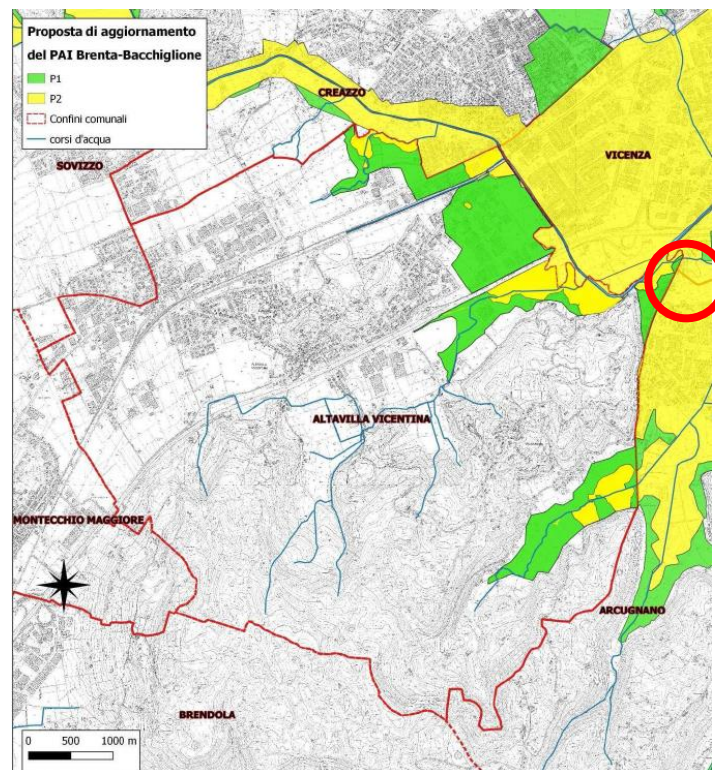 Proposta di aggiornamento
del PAI Brenta-Bacchiglione
P1
P2
Confini comunali
corsi d'acqua
CREAZZO
SOVIZZO
VICENZA
ALTAVILLA VICENTINA
MONTECCHIO MAGGIORE
ARCUGNANO
BRENDOLA
0 500 1000 m